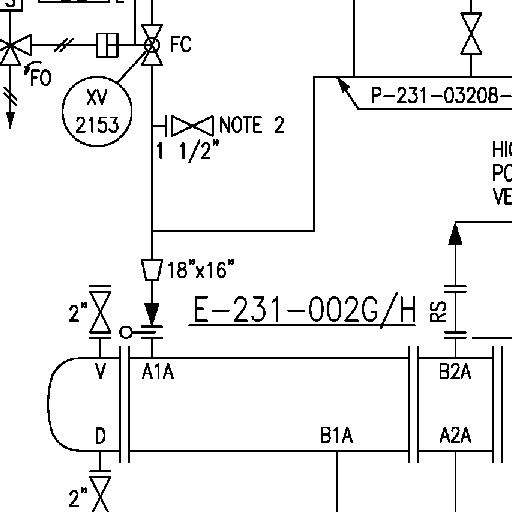 S
FC
FO
XV
2153
P-231-03208-
NOTE 2
1 1/2"
HI
PO
VE
18"x16"
2"
E-231-002G/H
RS
V
A1A
B2A
D
B1A
A2A
2"